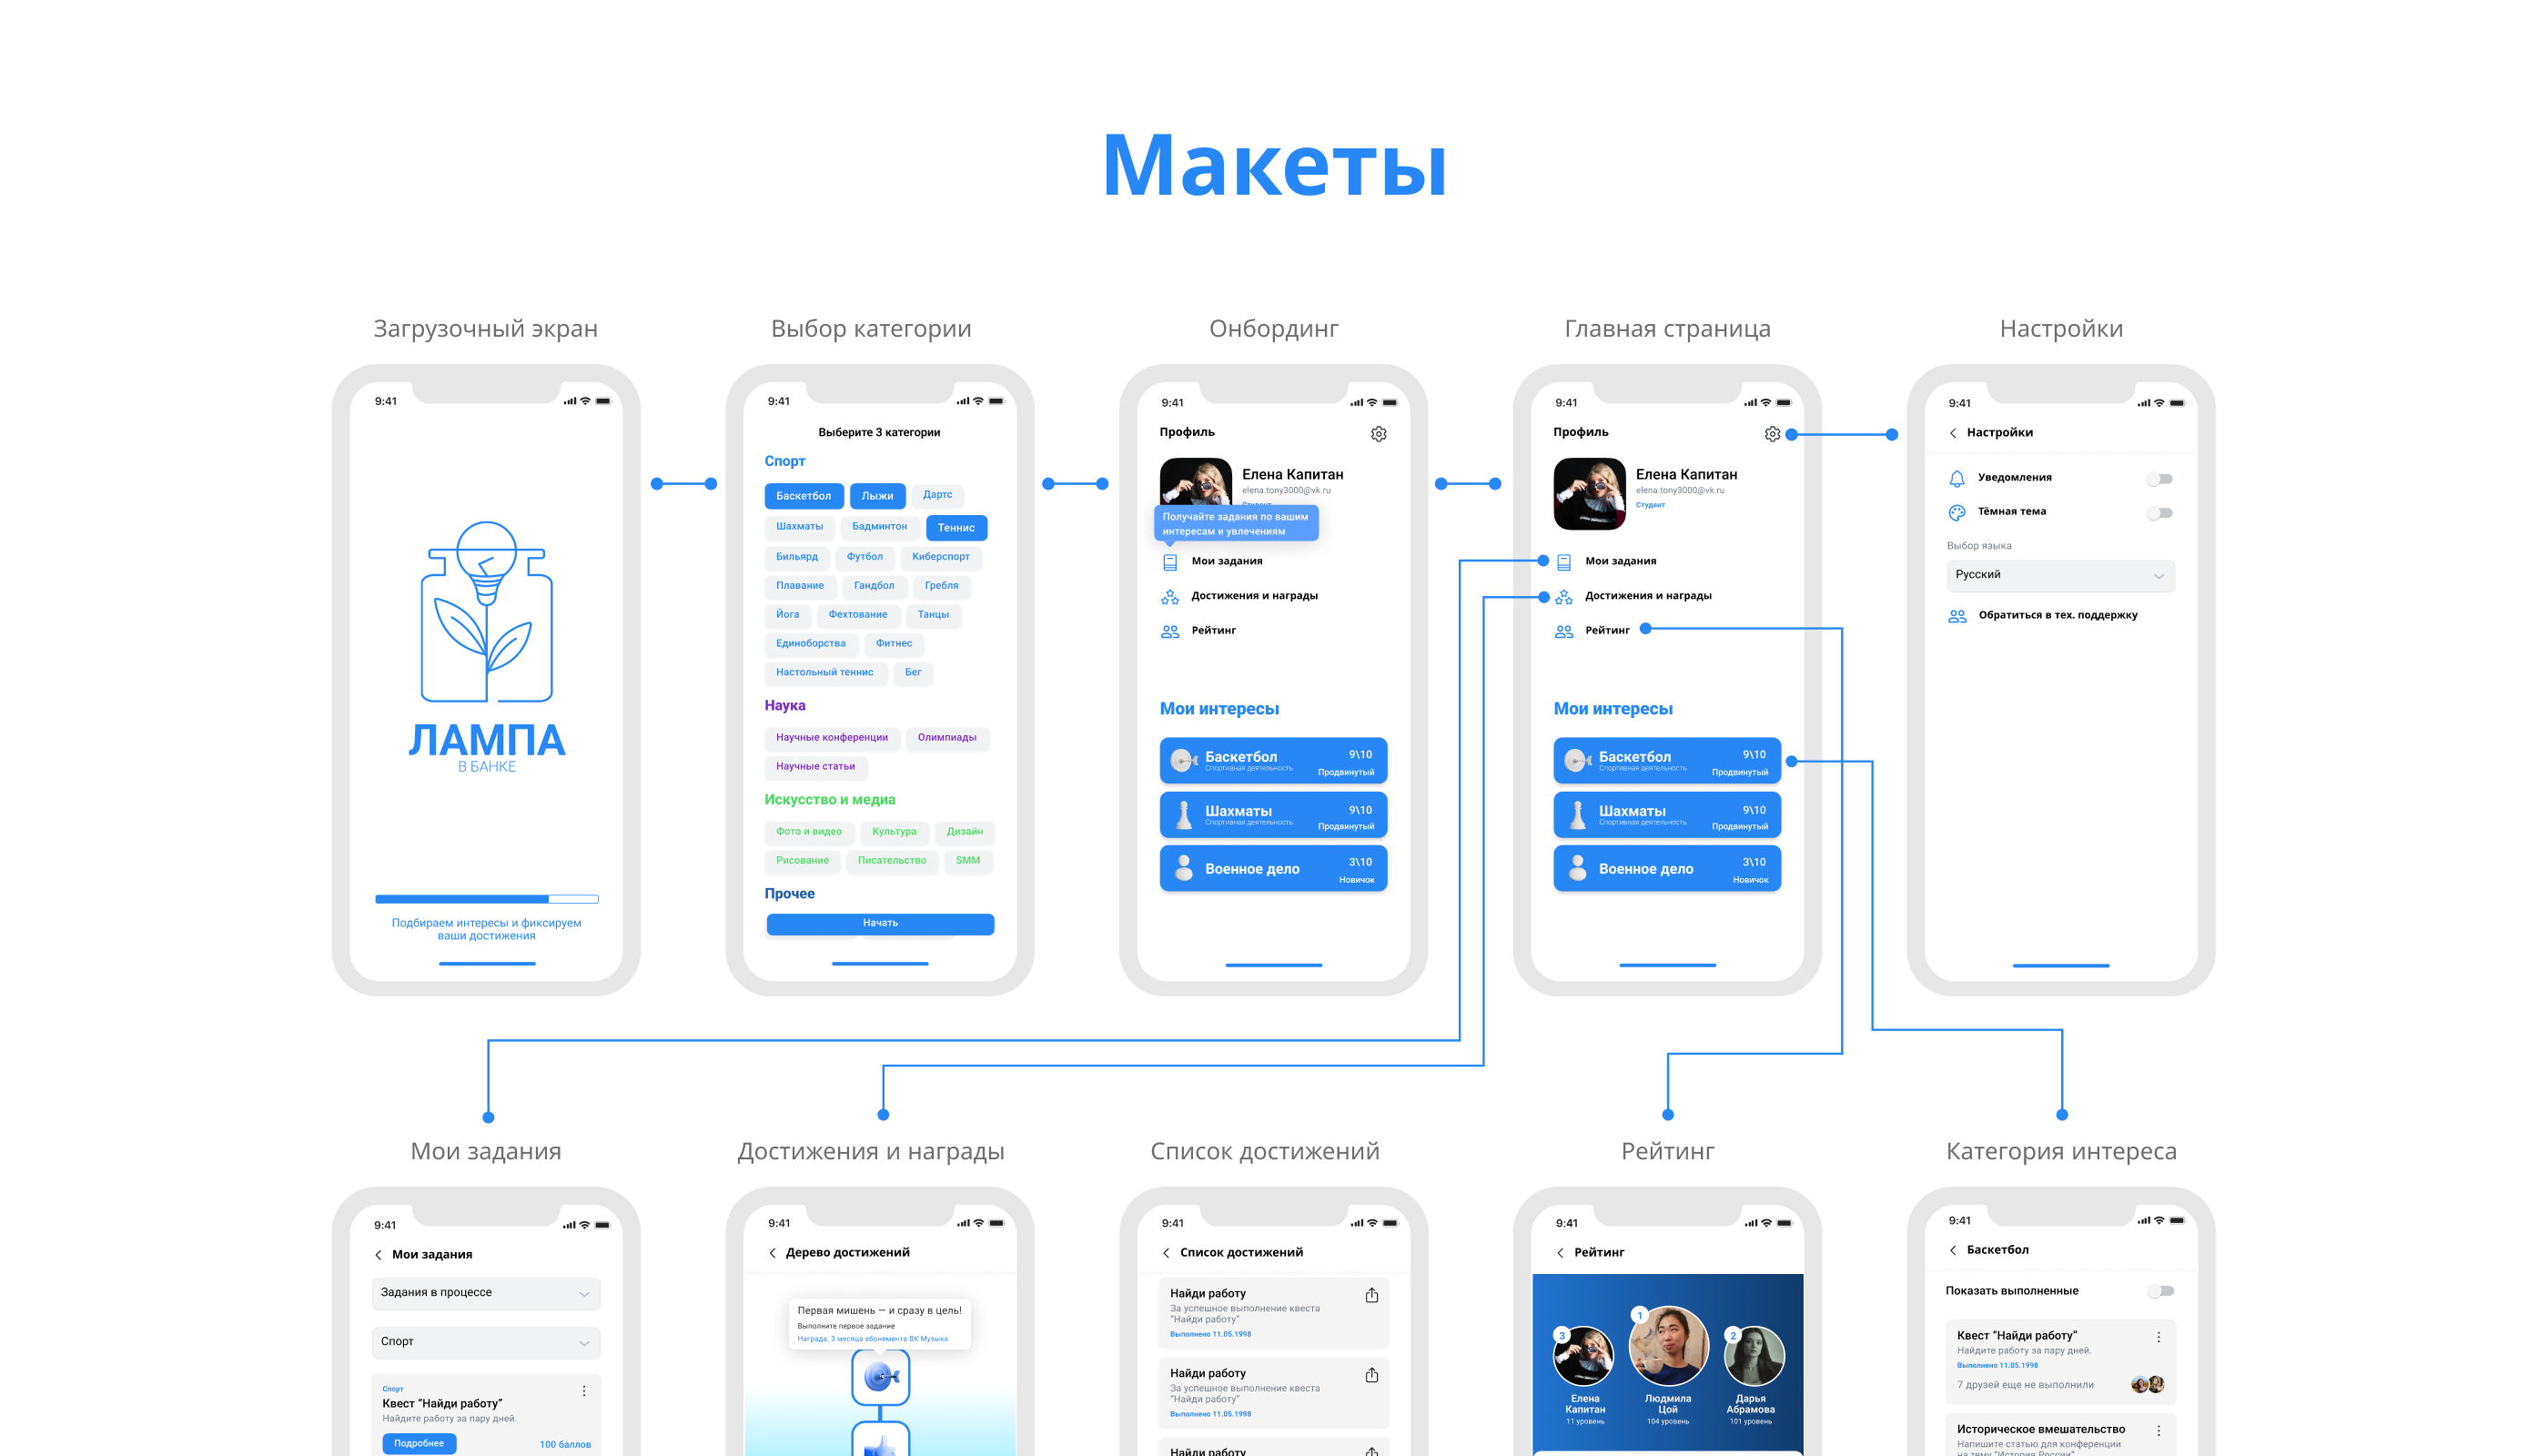 Макеты
Загрузочный экран
Выбор категории
Онбординг
Главная страница
Настройки
9:41
ЛАМПА
В БАНКЕ
Подбираем интересы и фиксируем
ваши достижения
9:41
Выберите 3 категории
Спорт
Баскетбол Лыжи Дартс
Шахматы Бадминтон Теннис
Бильярд Футбол Киберспорт
Плавание Гандбол Гребля
Йога Фехтование Танцы
Единоборства Фитнес
Настольный теннис Бег
Наука
Научные конференции Олимпиады
Научные статьи
Искусство и медиа
Фото и видео Культура Дизайн
Рисование Писательство SMM
Прочее
Начать
9:41
Профиль
Елена Капитан
elena.tony3000@vk.ru
Студент
Получайте задания по вашим
интересам и увлечениям
Мои задания
Достижения и награды
Рейтинг
Мои интересы
Баскетбол 9\10
Спортивная деятельность Продвинутый
Шахматы 9\10
Спортивная деятельность Продвинутый
Военное дело 3\10
Новичок
9:41
Профиль
Елена Капитан
elena.tony3000@vk.ru
Студент
Мои задания
Достижения и награды
Рейтинг
Мои интересы
Баскетбол 9\10
Спортивная деятельность Продвинутый
Шахматы 9\10
Спортивная деятельность Продвинутый
Военное дело 3\10
Новичок
9:41
Настройки
Уведомления
Тёмная тема
Выбор языка
Русский
Обратиться в тех. поддержку
Мои задания
Достижения и награды
Список достижений
Рейтинг
Категория интереса
9:41
Мои задания
Задания в процессе
Спорт
Спорт
Квест “Найди работу”
Найдите работу за пару дней.
Подробнее 100 баллов
9:41
Дерево достижений
Первая мишень — и сразу в цель!
Выполните первое задание
Награда: 3 месяца абонемента ВК Музыка
9:41
Список достижений
Найди работу
За успешное выполнение квеста
“Найди работу”
Выполнено 11.05.1998
Найди работу
За успешное выполнение квеста
“Найди работу”
Выполнено 11.05.1998
Найди работу
9:41
Рейтинг
3 1 2
Елена Людмила Дарья
Капитан Цой Абрамова
11 уровень 104 уровень 101 уровень
9:41
Баскетбол
Показать выполненные
Квест “Найди работу”
Найдите работу за пару дней.
Выполнено 11.05.1998
7 друзей еще не выполнили
Историческое вмешательство
Напишите статью для конференции
на тему “История России”